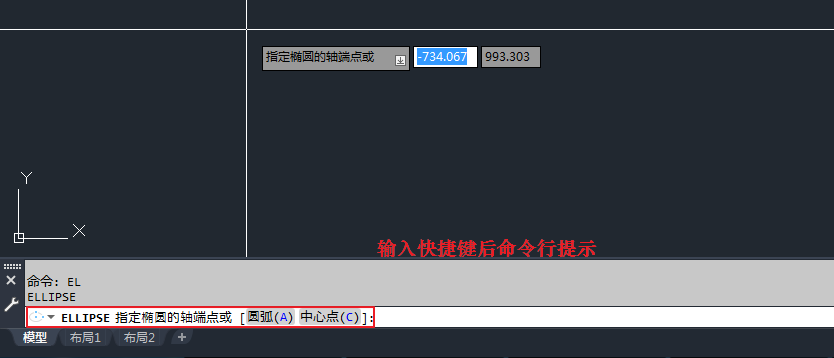 指定椭圆的轴端点或 -734.067 993.303
Y
X
输入快捷键后命令行提示
命令: EL
ELLIPSE
ELLIPSE 指定椭圆的轴端点或 [圆弧(A) 中心点(C)]:
模型 布局1 布局2 +